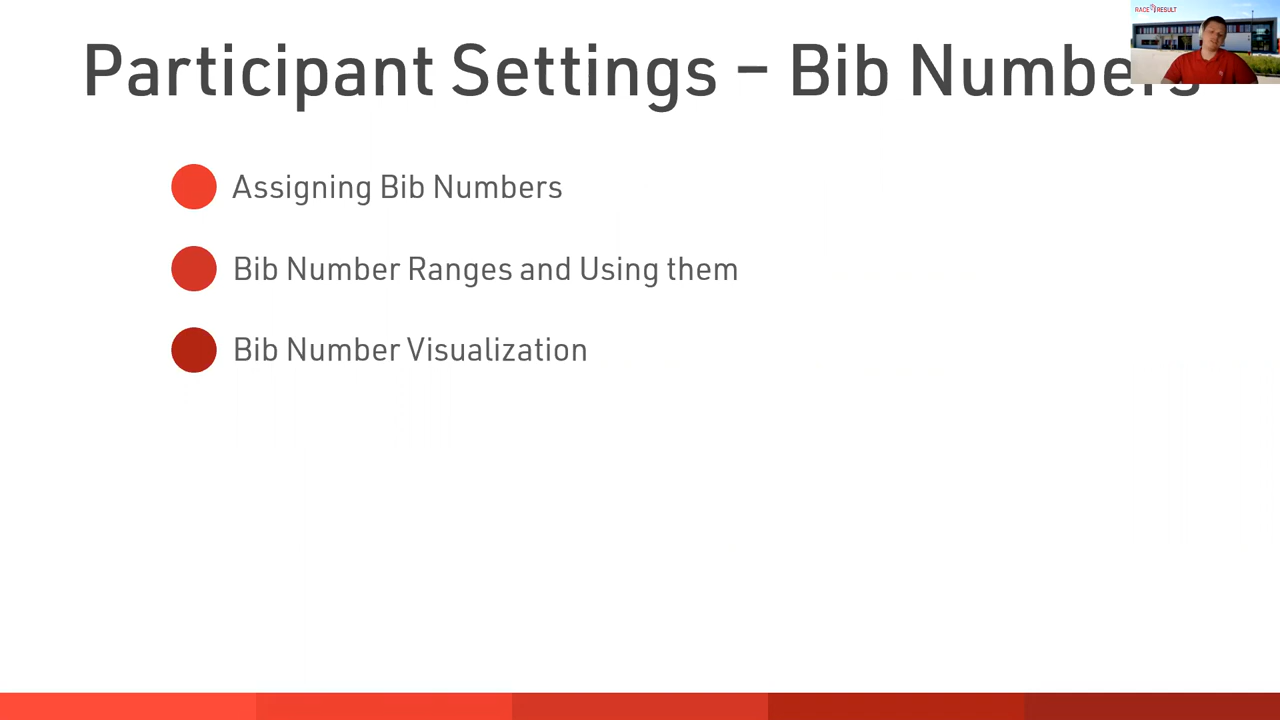 Participant Settings – Bib Numbers
RACE RESULT
Assigning Bib Numbers
Bib Number Ranges and Using them
Bib Number Visualization